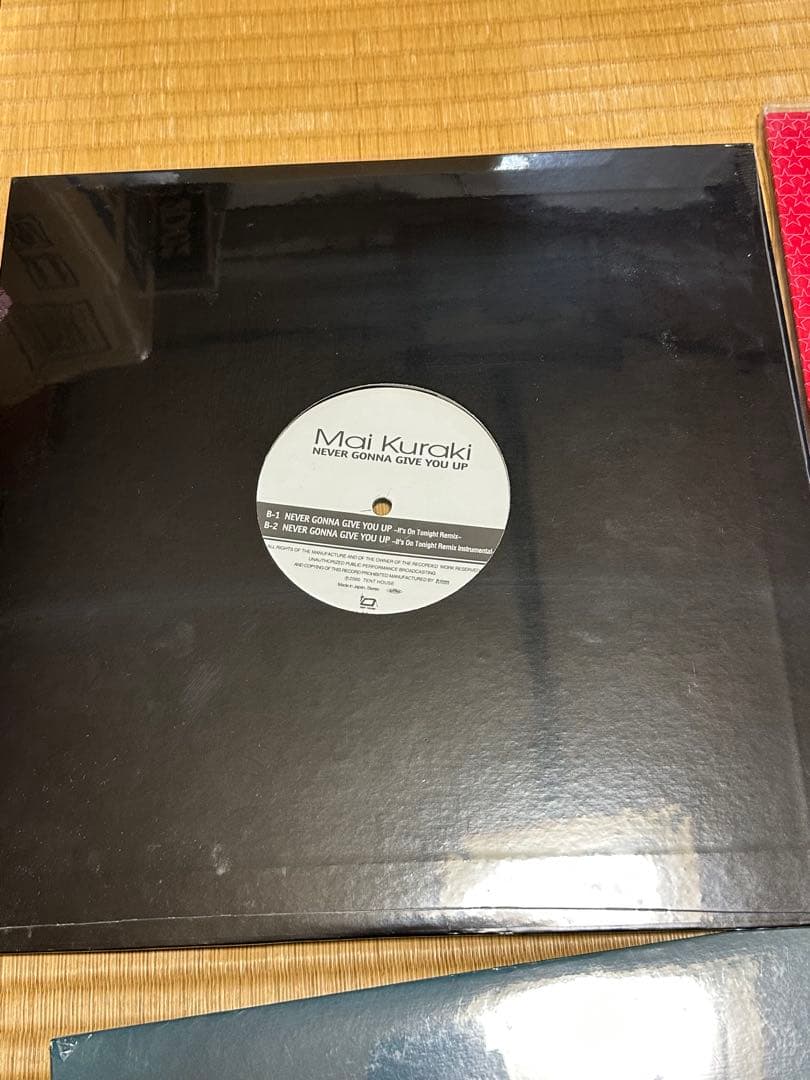 Mai Kuraki
NEVER GONNA GIVE YOU UP
B-1 NEVER GONNA GIVE YOU UP ~It's On Tonight Remix~
B-2 NEVER GONNA GIVE YOU UP ~It's On Tonight Remix Instrumental~
ALL RIGHTS OF THE MANUFACTURE AND OF THE OWNER OF THE RECORDED WORK RESERVED
UNAUTHORIZED PUBLIC PERFORMANCE BROADCASTING
AND COPYING OF THIS RECORD PROHIBITED MANUFACTURED BY
Ⓟ2000 TENT HOUSE
Made in Japan, Stereo